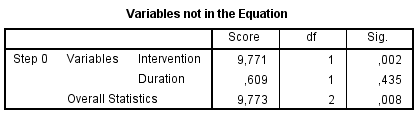 Variables not in the Equation
Score df Sig.
Step 0 Variables Intervention 9,771 1 ,002
Duration ,609 1 ,435
Overall Statistics 9,773 2 ,008